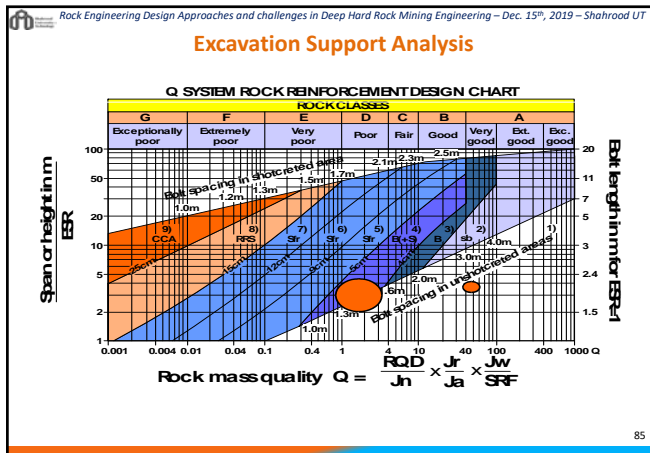 Rock Engineering Design Approaches and challenges in Deep Hard Rock Mining Engineering – Dec. 15th, 2019 – Shahrood UT
Excavation Support Analysis
Q SYSTEM ROCK REINFORCEMENT DESIGN CHART
ROCK CLASSES
G F E D C B A
Exceptionally poor Extremely poor Very poor Poor Fair Good Very good Ext. good Exc. good
Span or height in m
ESR
100
50
20
10
5
2
1
Bolt spacing in shotcreted area
1.0m
1.2m
1.3m
1.5m
1.7m
2.1m
2.3m
2.5m
9) CCA
8) RRS
7) Sfr
6) Sfr
5) Sfr
4) B(+S)
3) B
2) sb
1)
25cm
15cm
12cm
9cm
5cm
4cm
Bolt spacing in unshotcreted areas
1.0m
1.3m
.6m
2.0m
3.0m
4.0m
20
11
7
5
3
2.4
1.5
Bolt length in m for ESR=1
0.001 0.004 0.01 0.04 0.1 0.4 1 4 10 40 100 400 1000 Q
Rock mass quality Q = RQD/Jn x Jr/Ja x Jw/SRF
85